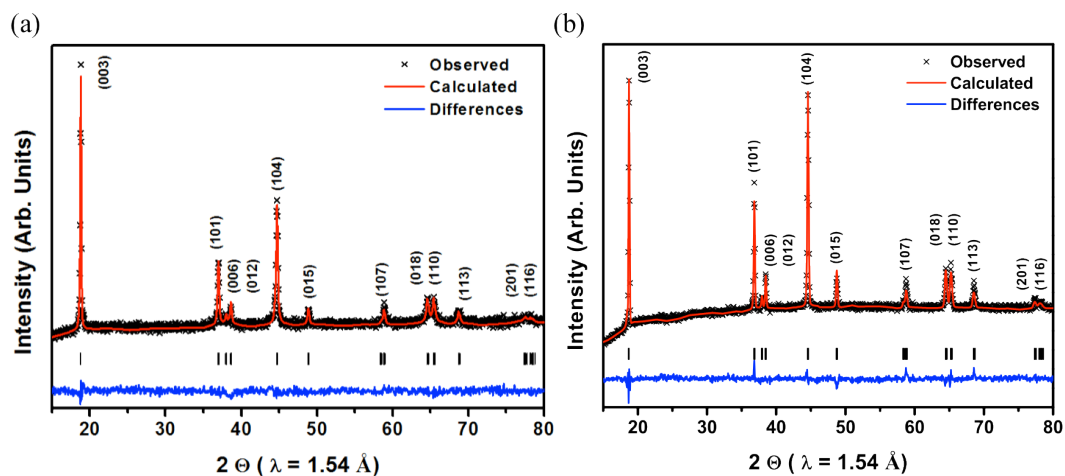 (a)
Intensity (Arb. Units)
(003)
(101)
(006)
(012)
(104)
(015)
(107)
(018)
(110)
(113)
(201)
(116)
Observed
Calculated
Differences
20 30 40 50 60 70 80
2 Θ ( λ = 1.54 Å)
(b)
Intensity (Arb. Units)
(003)
(101)
(006)
(012)
(104)
(015)
(107)
(018)
(110)
(113)
(201)
(116)
Observed
Calculated
Differences
20 30 40 50 60 70 80
2 Θ ( λ = 1.54 Å)